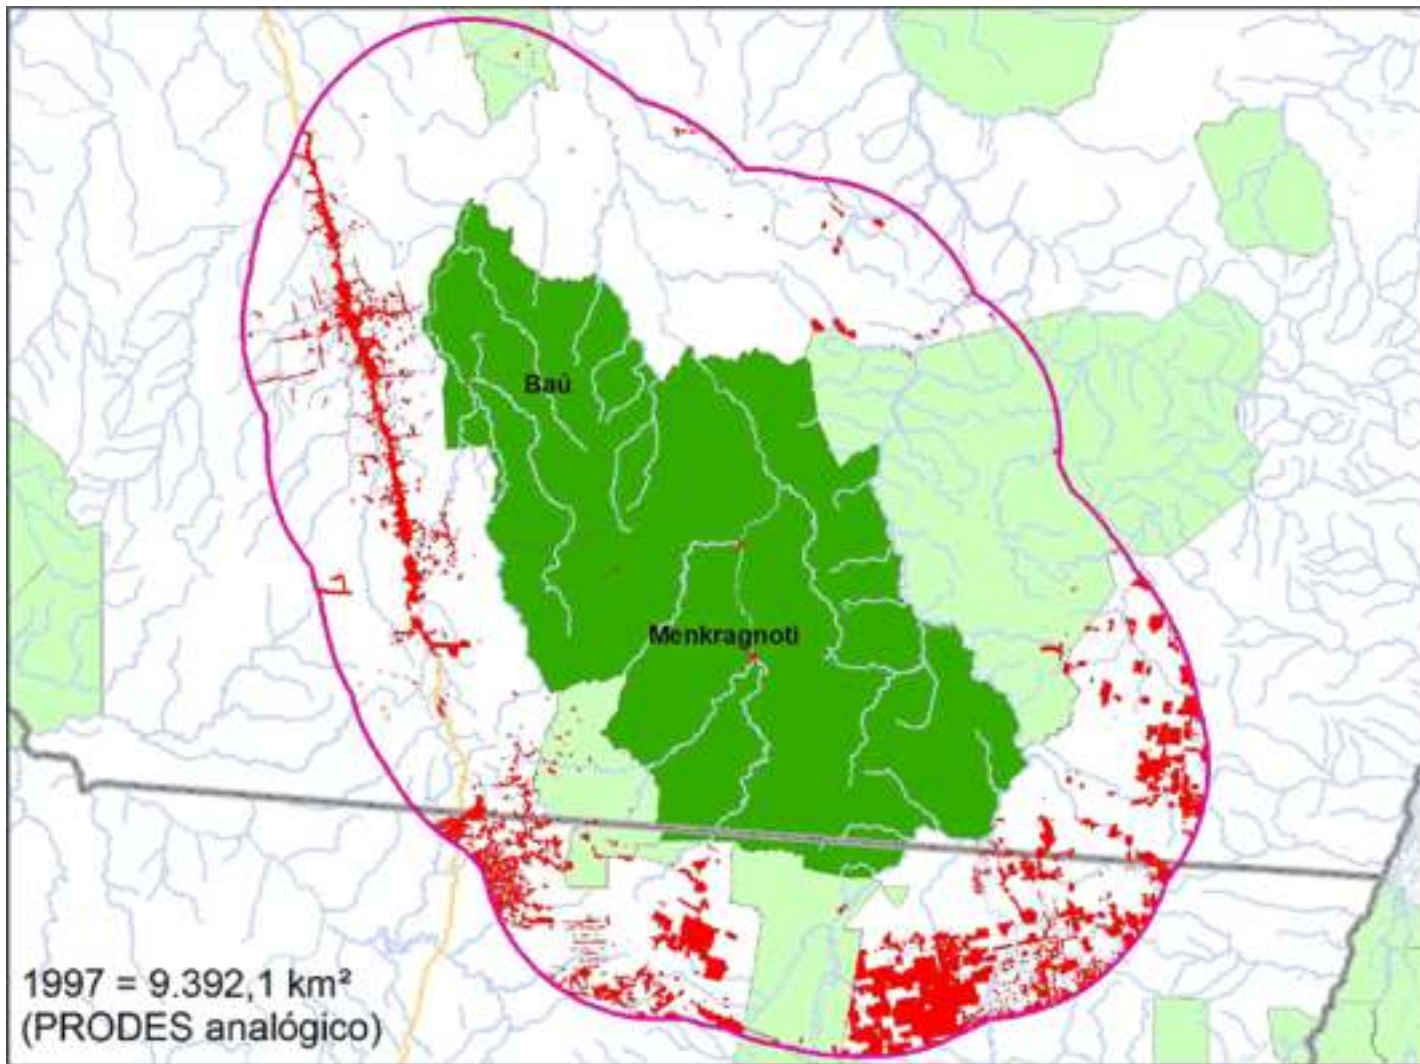 Baú
Menkragnoti
1997 = 9.392,1 km²
(PRODES analógico)